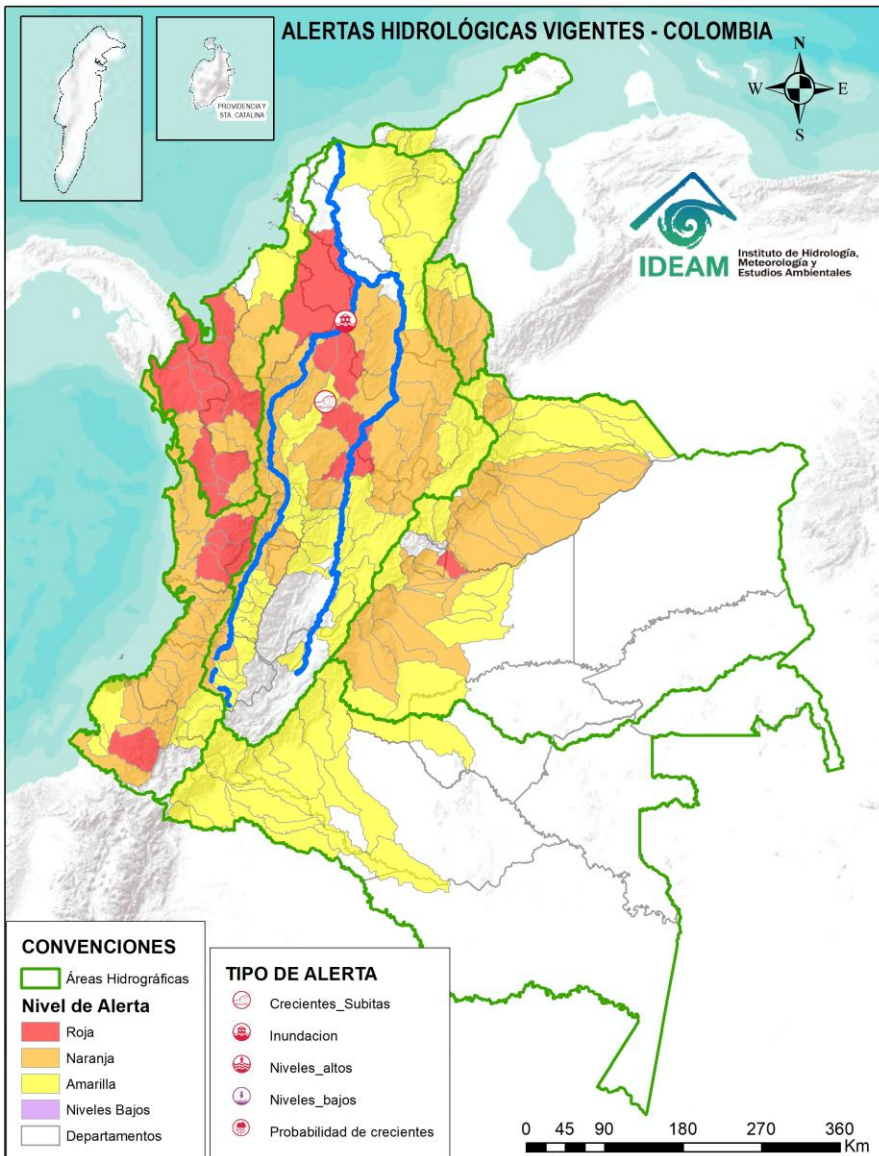 ALERTAS HIDROLÓGICAS VIGENTES - COLOMBIA
PROVIDENCIA Y
STA. CATALINA
N
W
E
S
IDEAM
Instituto de Hidrología,
Meteorología y
Estudios Ambientales
CONVENCIONES
Áreas Hidrográficas
Nivel de Alerta
Roja
Naranja
Amarilla
Niveles Bajos
Departamentos
TIPO DE ALERTA
Crecientes_Subitas
Inundacion
Niveles_altos
Niveles_bajos
Probabilidad de crecientes
0 45 90 180 270 360
Km